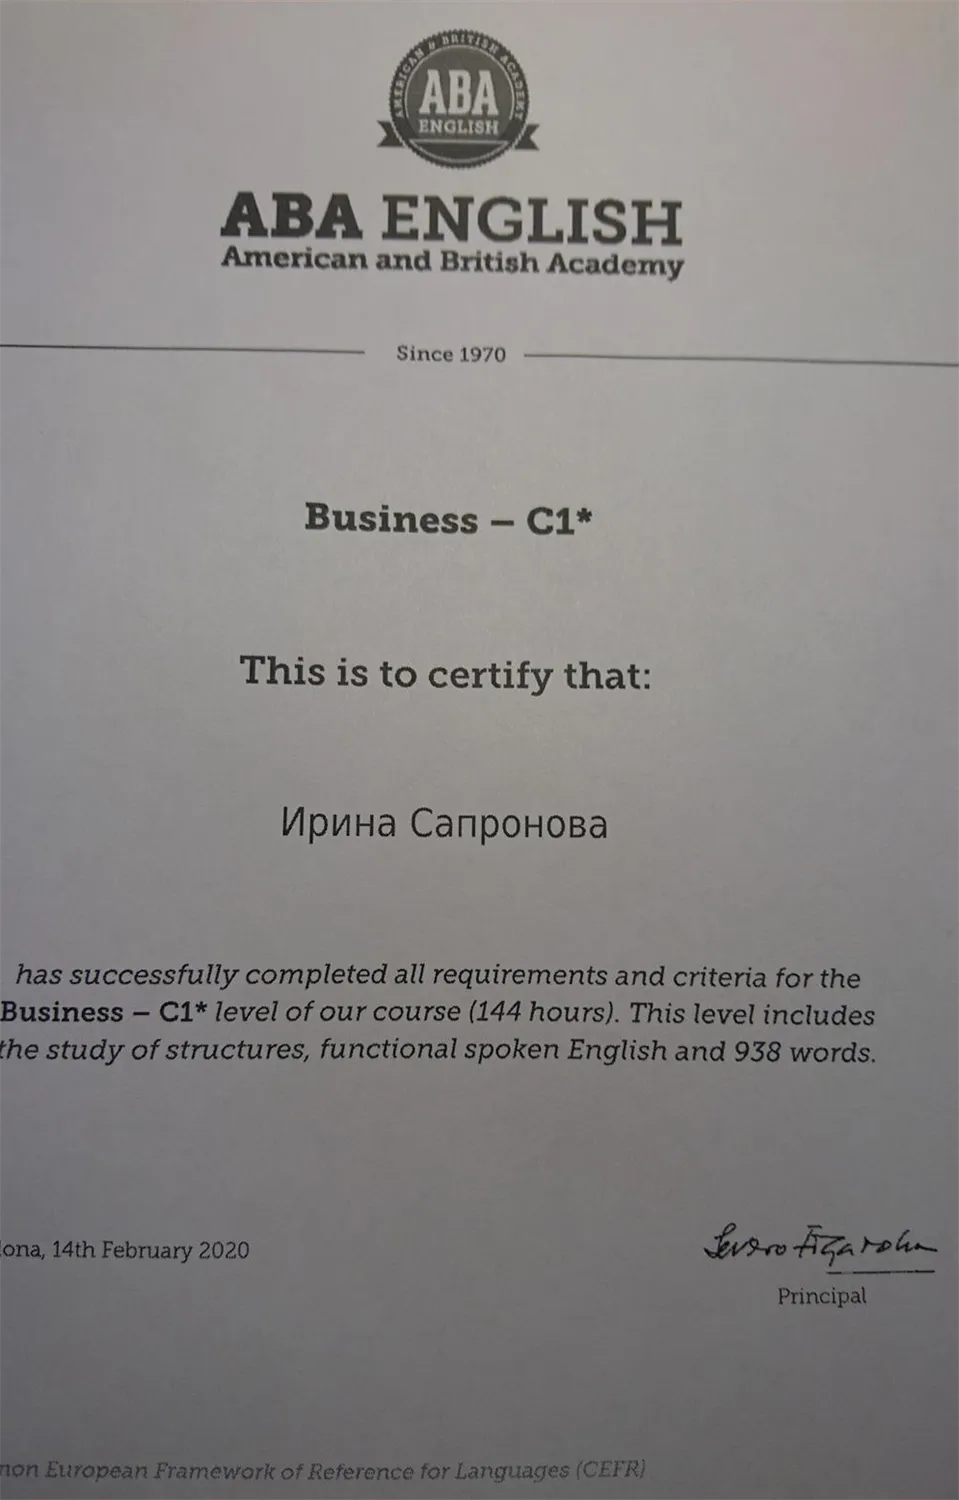 AMERICAN & BRITISH ACADEMY
ABA
ENGLISH
ABA ENGLISH
American and British Academy
Since 1970
Business – C1*
This is to certify that:
Ирина Сапронова
has successfully completed all requirements and criteria for the
Business – C1* level of our course (144 hours). This level includes
the study of structures, functional spoken English and 938 words.
lona, 14th February 2020
Principal
mon European Framework of Reference for Languages (CEFR)